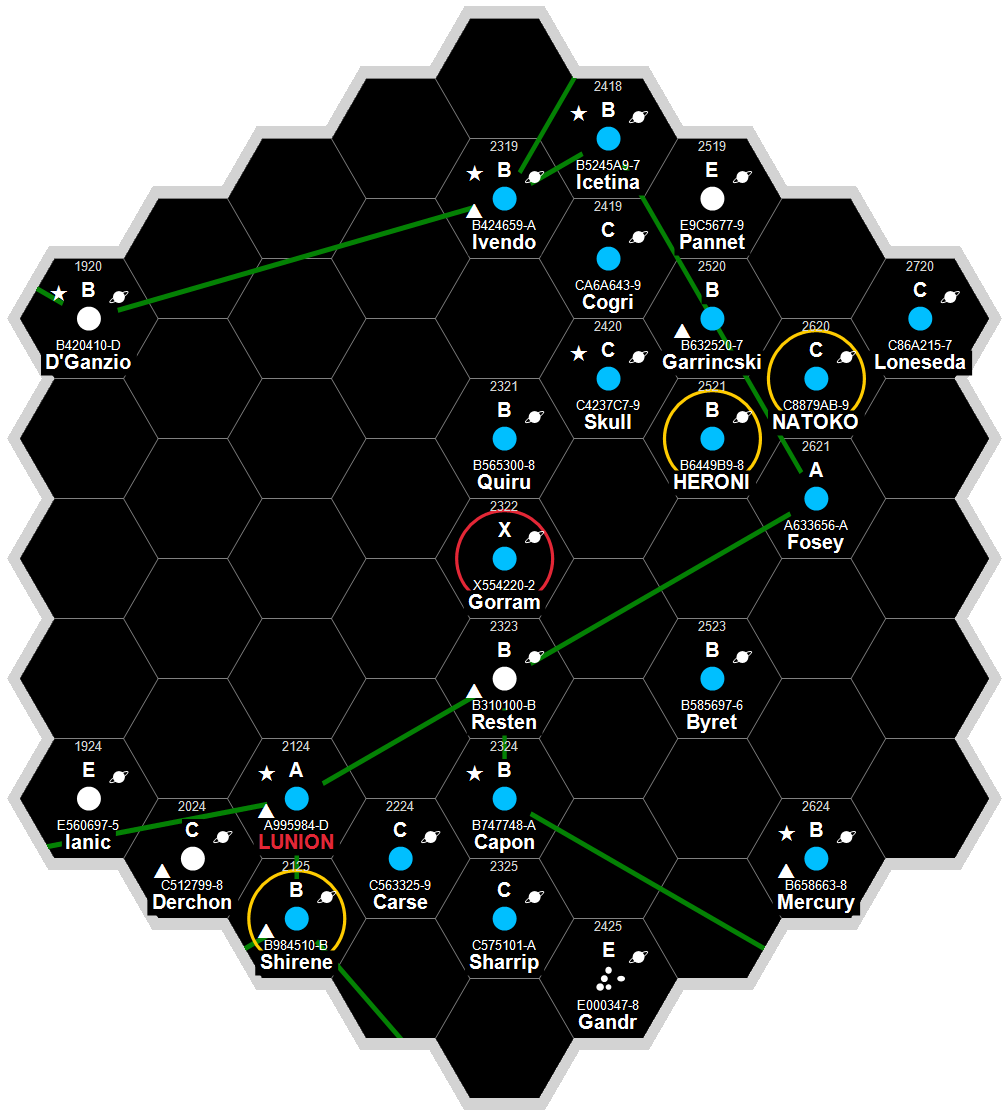 2418
B
B5245A9-7
Icetina
2319
B
B424659-A
Ivendo
2519
E
E9C5677-9
Pannet
2419
C
CA6A643-9
Cogri
1920
B
B420410-D
D'Ganzio
2520
B
B632520-7
Garrincski
2720
C
C86A215-7
Loneseda
2420
C
C4237C7-9
Skull
2620
C
C8879AB-9
NATOKO
2321
B
B565300-8
Quiru
2521
B
B6449B9-8
HERONI
2621
A
A633656-A
Fosey
2322
X
X554220-2
Gorram
2323
B
B310100-B
Resten
2523
B
B585697-6
Byret
1924
E
E560697-5
Ianic
2124
A
A995984-D
LUNION
2324
B
B747748-A
Capon
2024
C
C512799-8
Derchon
2224
C
C563325-9
Carse
2624
B
B658663-8
Mercury
2125
B
B984510-B
Shirene
2325
C
C575101-A
Sharrip
2425
E
E000347-8
Gandr